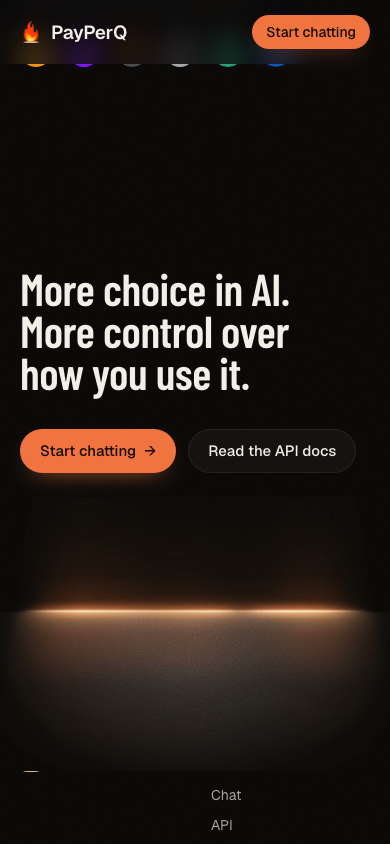 PayPerQ
Start chatting
More choice in AI.
More control over
how you use it.
Start chatting →
Read the API docs
Chat
API